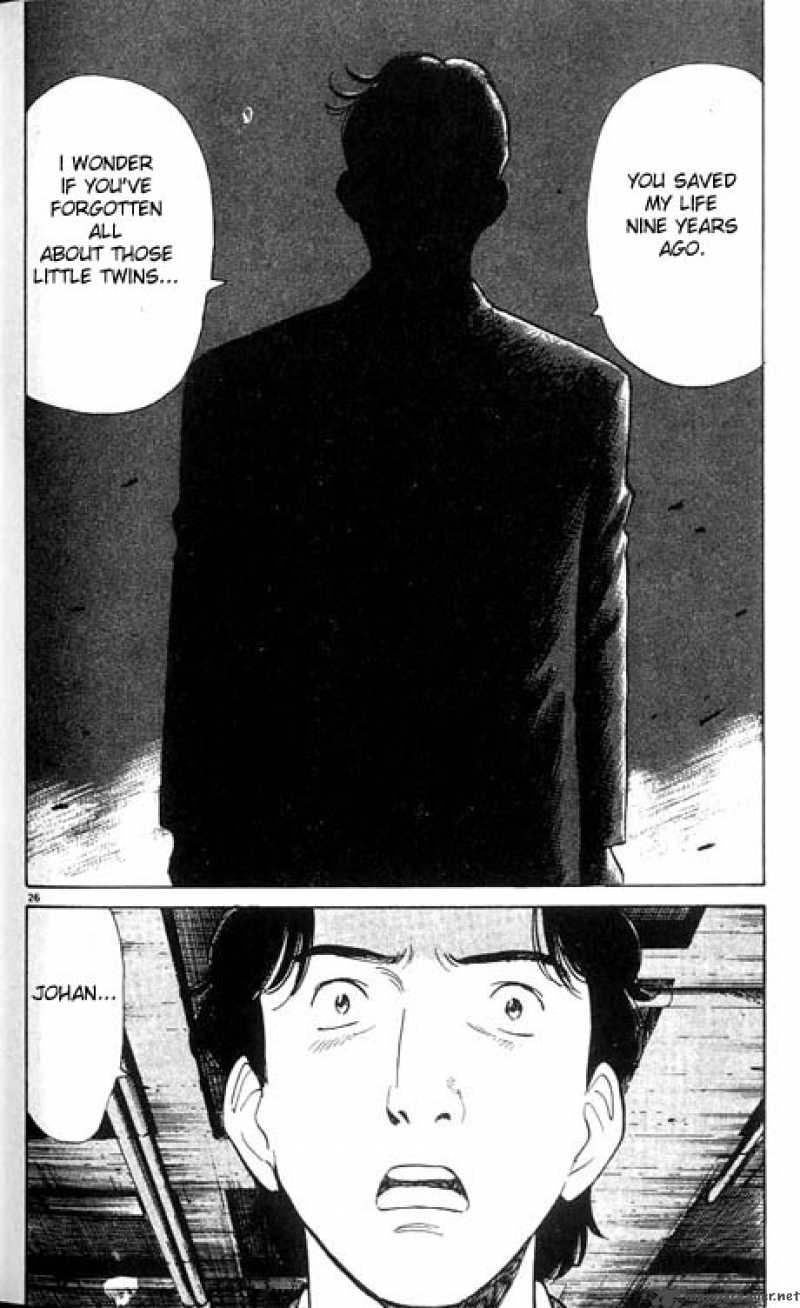 YOU SAVED
MY LIFE
NINE YEARS
AGO.
I WONDER
IF YOU'VE
FORGOTTEN
ALL
ABOUT THOSE
LITTLE TWINS...
26
JOHAN...